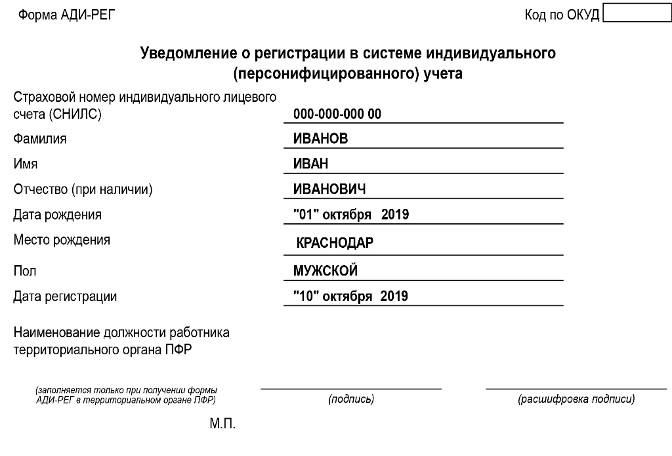 Форма АДИ-РЕГ Код по ОКУД
Уведомление о регистрации в системе индивидуального
(персонифицированного) учета
Страховой номер индивидуального лицевого
счета (СНИЛС) 000-000-000 00
Фамилия ИВАНОВ
Имя ИВАН
Отчество (при наличии) ИВАНОВИЧ
Дата рождения "01" октября 2019
Место рождения КРАСНОДАР
Пол МУЖСКОЙ
Дата регистрации "10" октября 2019
Наименование должности работника
территориального органа ПФР
(заполняется только при получении формы
АДИ-РЕГ в территориальном органе ПФР) (подпись) (расшифровка подписи)
М.П.